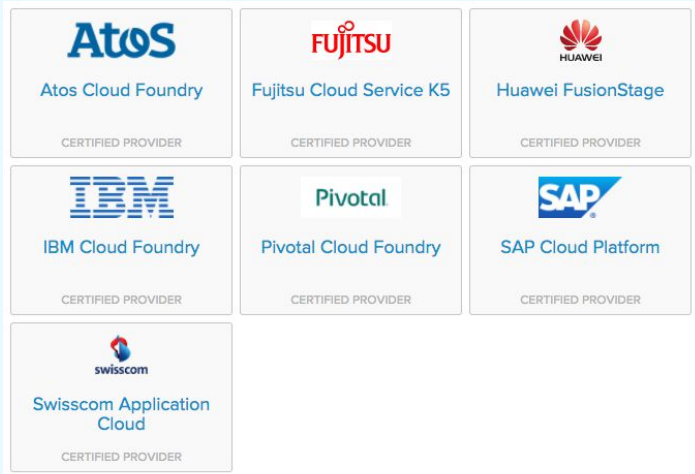 Atos
Atos Cloud Foundry
CERTIFIED PROVIDER
FUJITSU
Fujitsu Cloud Service K5
CERTIFIED PROVIDER
HUAWEI
Huawei FusionStage
CERTIFIED PROVIDER
IBM
IBM Cloud Foundry
CERTIFIED PROVIDER
Pivotal
Pivotal Cloud Foundry
CERTIFIED PROVIDER
SAP
SAP Cloud Platform
CERTIFIED PROVIDER
swisscom
Swisscom Application
Cloud
CERTIFIED PROVIDER